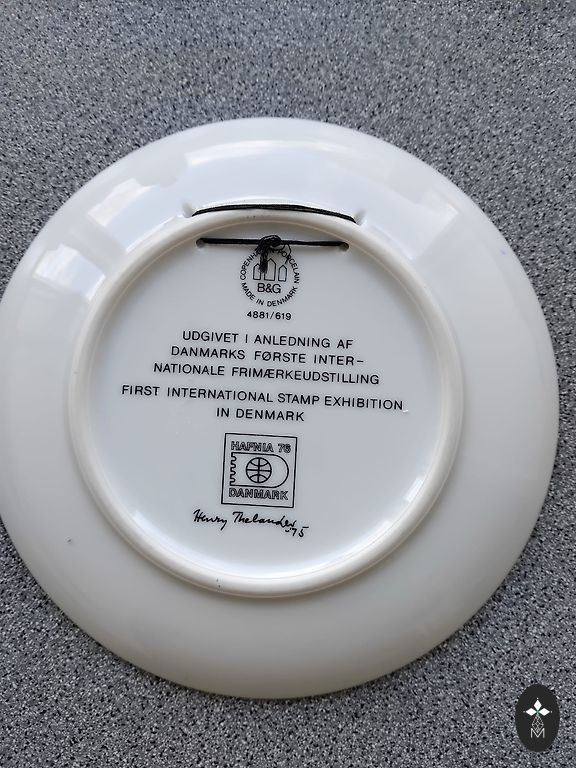 COPENHAGEN PORCELAIN
B&G
MADE IN DENMARK
4881/619
UDGIVET I ANLEDNING AF
DANMARKS FØRSTE INTER-
NATIONALE FRIMÆRKEUDSTILLING
FIRST INTERNATIONAL STAMP EXHIBITION
IN DENMARK
HAFNIA 76
DANMARK
Henry Thelander
-75
M